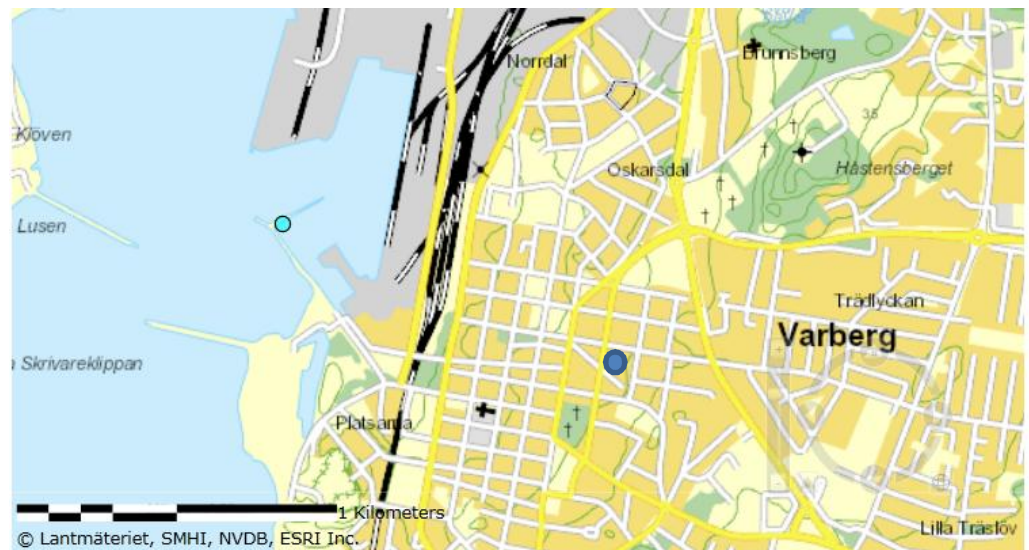 Norrdal
Brunnsberg
35
Klöven
Oskarsdal
Håstensberget
Lusen
Trädlyckan
Varberg
Skrivareklippan
Platsarna
1 Kilometers
© Lantmäteriet, SMHI, NVDB, ESRI Inc.
Lilla Träslöv